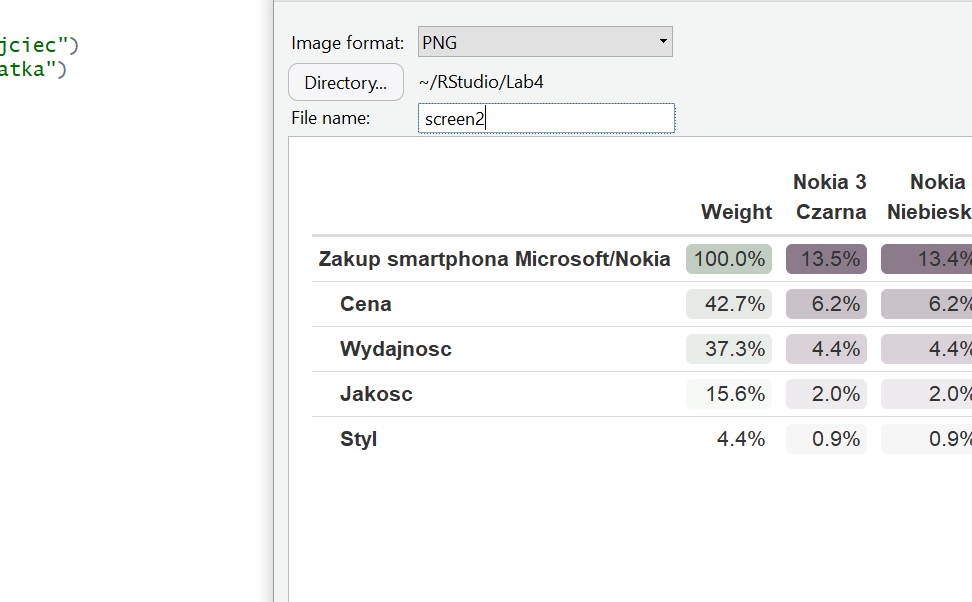 jciec")
atka")
Image format: PNG
Directory... ~/RStudio/Lab4
File name: screen2
Nokia 3 Nokia
Weight Czarna Niebiesk
Zakup smartphona Microsoft/Nokia 100.0% 13.5% 13.4%
Cena 42.7% 6.2% 6.2%
Wydajnosc 37.3% 4.4% 4.4%
Jakosc 15.6% 2.0% 2.0%
Styl 4.4% 0.9% 0.9%